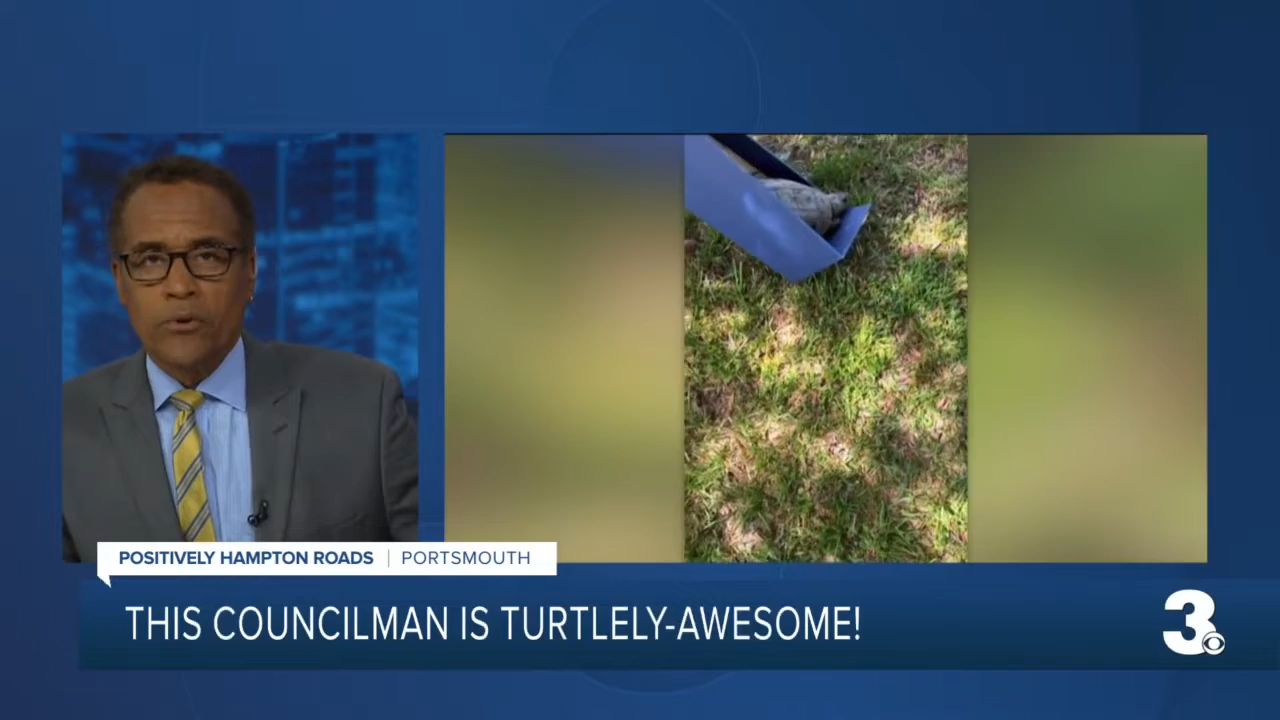 POSITIVELY HAMPTON ROADS | PORTSMOUTH
THIS COUNCILMAN IS TURTLELY-AWESOME!
3